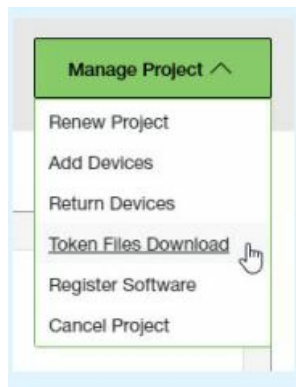 Manage Project
Renew Project
Add Devices
Return Devices
Token Files Download
Register Software
Cancel Project